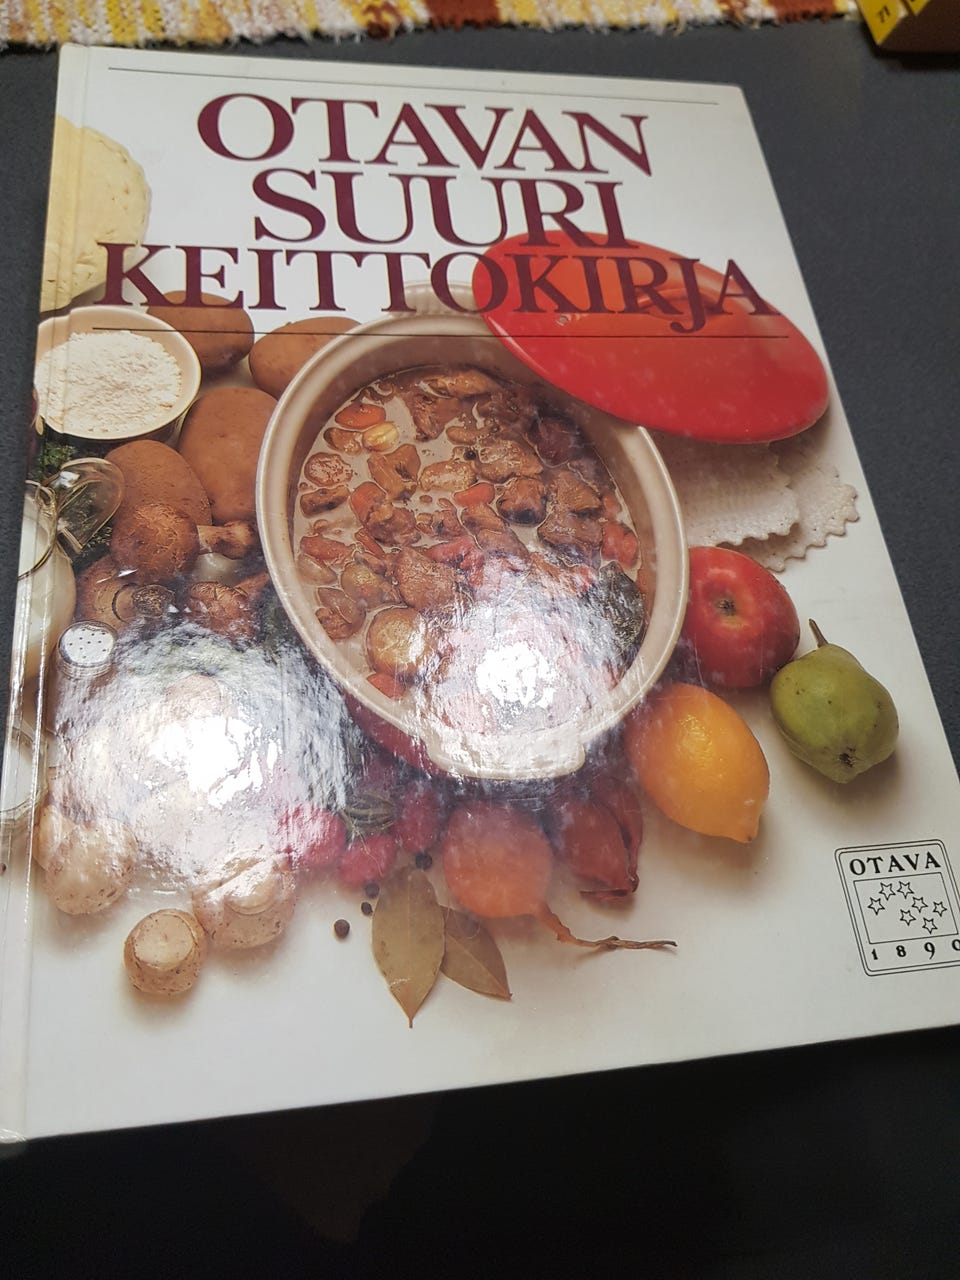 OTAVAN
SUURI
KEITTOKIRJA
OTAVA
1890